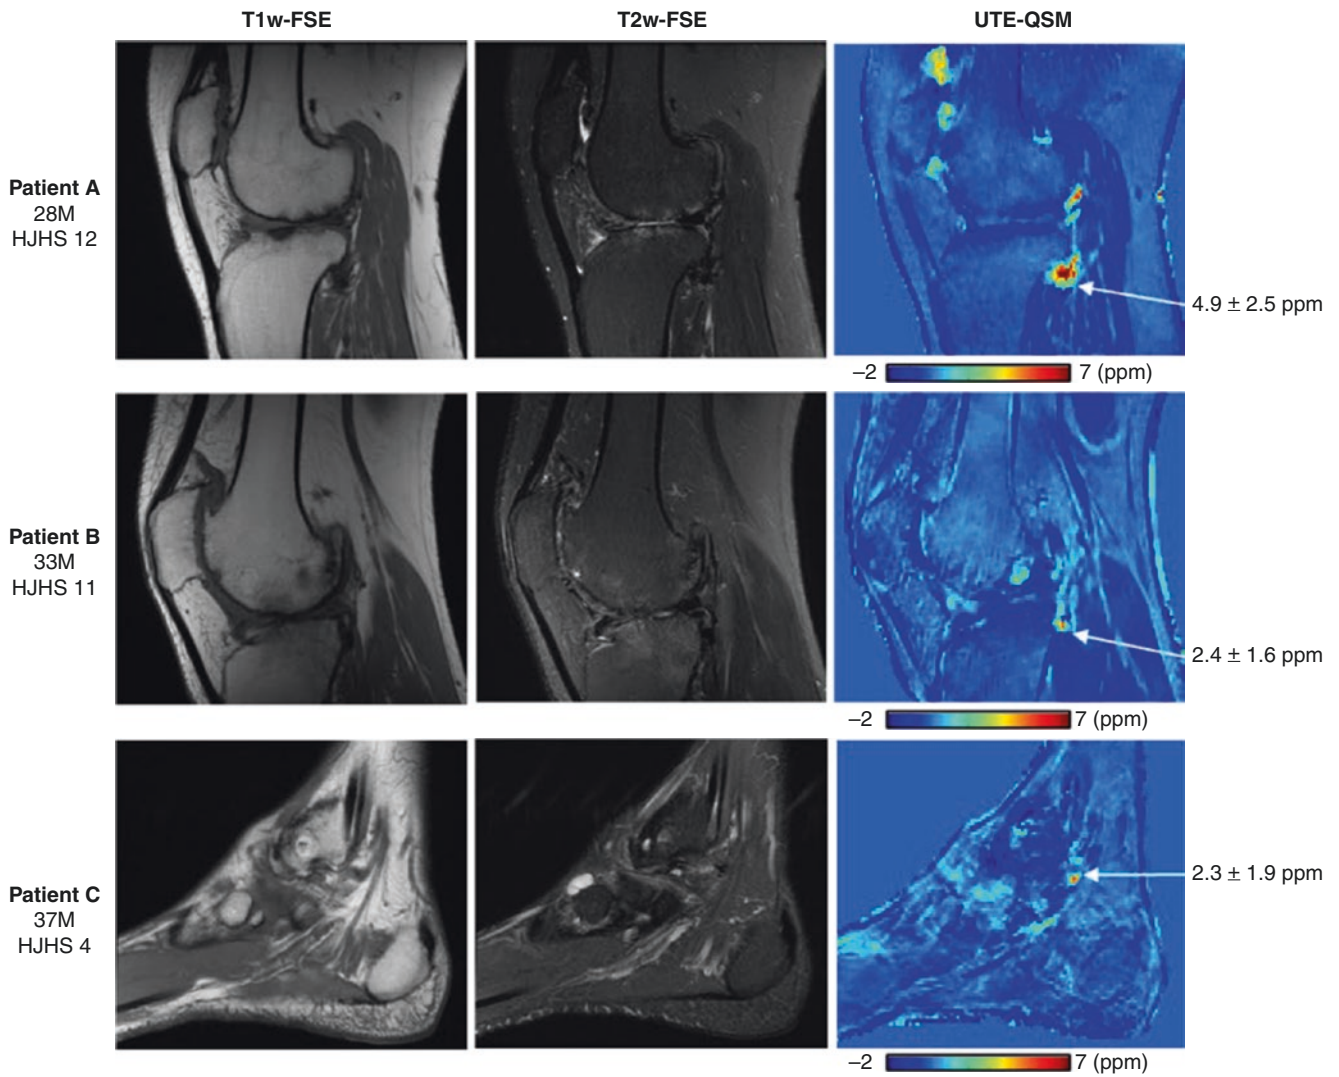 T1w-FSE T2w-FSE UTE-QSM
Patient A
28M
HJHS 12
4.9 ± 2.5 ppm
–2 7 (ppm)
Patient B
33M
HJHS 11
2.4 ± 1.6 ppm
–2 7 (ppm)
Patient C
37M
HJHS 4
2.3 ± 1.9 ppm
–2 7 (ppm)